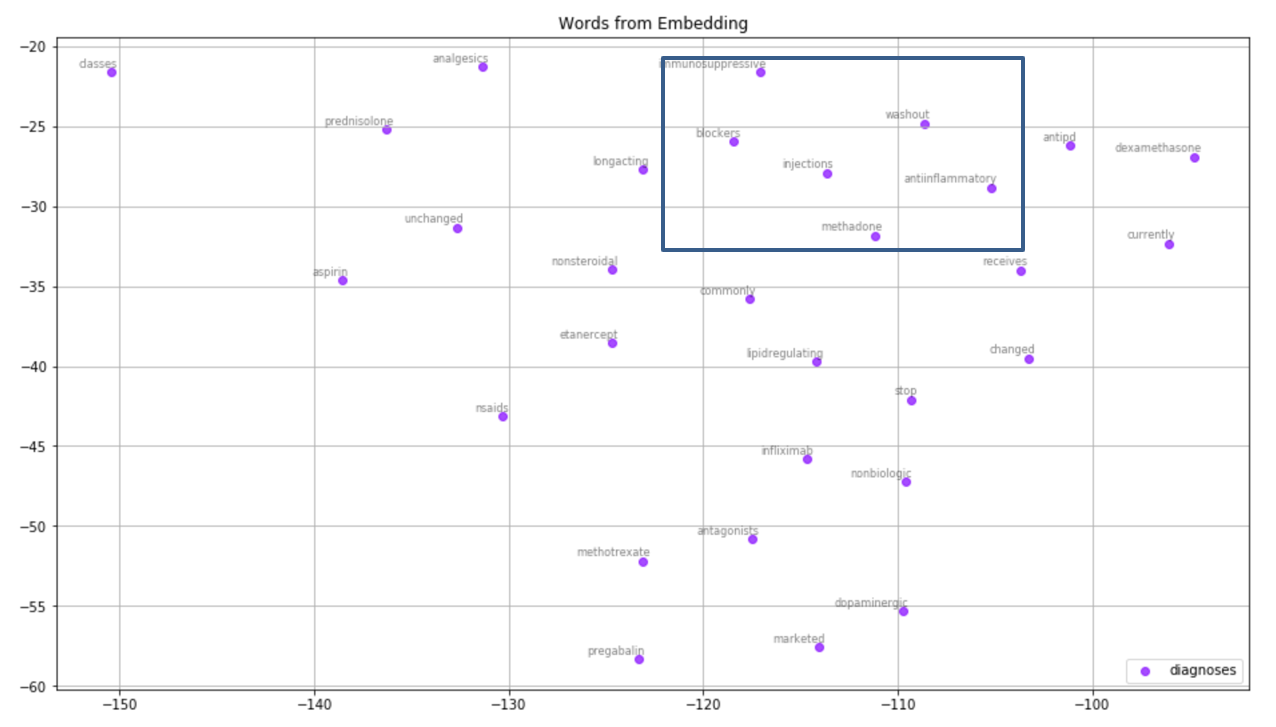 Words from Embedding
−20
classes
analgesics
immunosuppressive
−25
prednisolone
blockers
washout
antipd
dexamethasone
longacting
injections
antiinflammatory
−30
unchanged
methadone
currently
nonsteroidal
receives
aspirin
−35
commonly
etanercept
lipidregulating
changed
−40
stop
nsaids
−45
infliximab
nonbiologic
−50
antagonists
methotrexate
−55
dopaminergic
marketed
pregabalin
diagnoses
−60
−150
−140
−130
−120
−110
−100